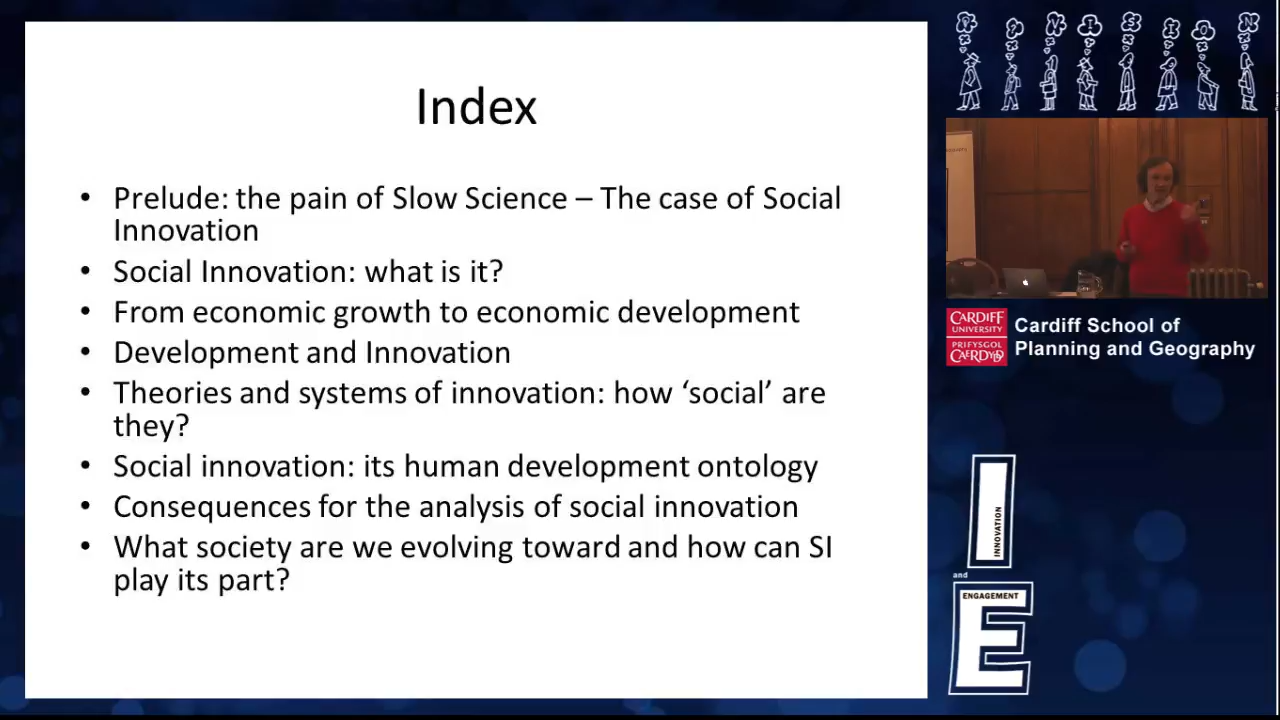 Index
• Prelude: the pain of Slow Science – The case of Social
Innovation
• Social Innovation: what is it?
• From economic growth to economic development
• Development and Innovation
• Theories and systems of innovation: how ‘social’ are
they?
• Social innovation: its human development ontology
• Consequences for the analysis of social innovation
• What society are we evolving toward and how can SI
play its part?
CARDIFF
UNIVERSITY
PRIFYSGOL
CAERDYDD
Cardiff School of
Planning and Geography
I
INNOVATION
and
ENGAGEMENT
E